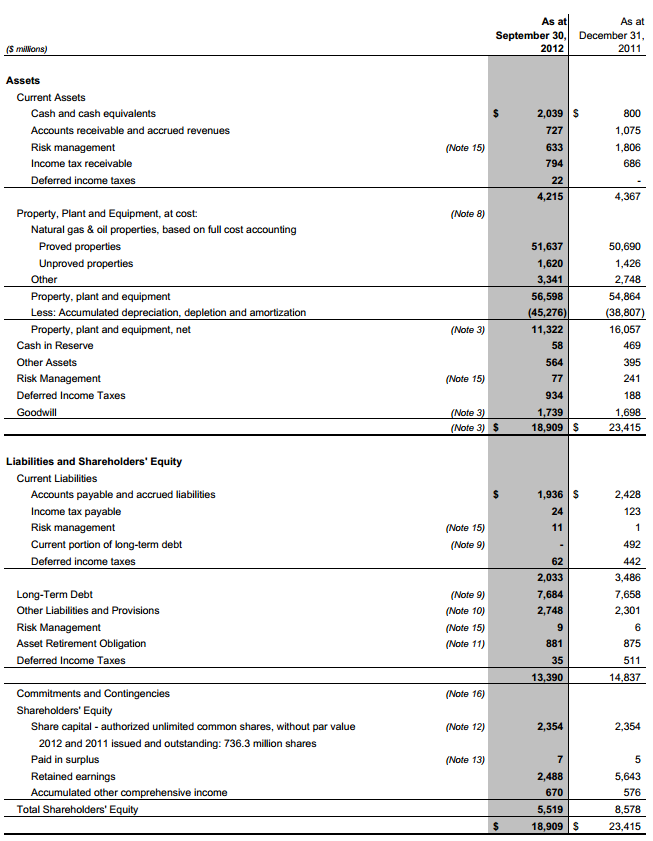 As at As at
September 30, December 31,
($ millions) 2012 2011
Assets
Current Assets
Cash and cash equivalents $ 2,039 $ 800
Accounts receivable and accrued revenues 727 1,075
Risk management (Note 15) 633 1,806
Income tax receivable 794 686
Deferred income taxes 22 -
4,215 4,367
Property, Plant and Equipment, at cost: (Note 8)
Natural gas & oil properties, based on full cost accounting
Proved properties 51,637 50,690
Unproved properties 1,620 1,426
Other 3,341 2,748
Property, plant and equipment 56,598 54,864
Less: Accumulated depreciation, depletion and amortization (45,276) (38,807)
Property, plant and equipment, net (Note 3) 11,322 16,057
Cash in Reserve 58 469
Other Assets 564 395
Risk Management (Note 15) 77 241
Deferred Income Taxes 934 188
Goodwill (Note 3) 1,739 1,698
(Note 3) $ 18,909 $ 23,415
Liabilities and Shareholders' Equity
Current Liabilities
Accounts payable and accrued liabilities $ 1,936 $ 2,428
Income tax payable 24 123
Risk management (Note 15) 11 1
Current portion of long-term debt (Note 9) - 492
Deferred income taxes 62 442
2,033 3,486
Long-Term Debt (Note 9) 7,684 7,658
Other Liabilities and Provisions (Note 10) 2,748 2,301
Risk Management (Note 15) 9 6
Asset Retirement Obligation (Note 11) 881 875
Deferred Income Taxes 35 511
13,390 14,837
Commitments and Contingencies (Note 16)
Shareholders' Equity
Share capital - authorized unlimited common shares, without par value (Note 12) 2,354 2,354
2012 and 2011 issued and outstanding: 736.3 million shares
Paid in surplus (Note 13) 7 5
Retained earnings 2,488 5,643
Accumulated other comprehensive income 670 576
Total Shareholders' Equity 5,519 8,578
$ 18,909 $ 23,415